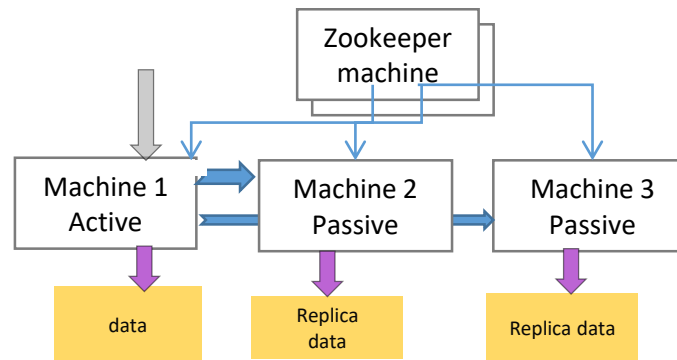 Zookeeper
machine
Machine 1
Active
Machine 2
Passive
Machine 3
Passive
data
Replica
data
Replica data